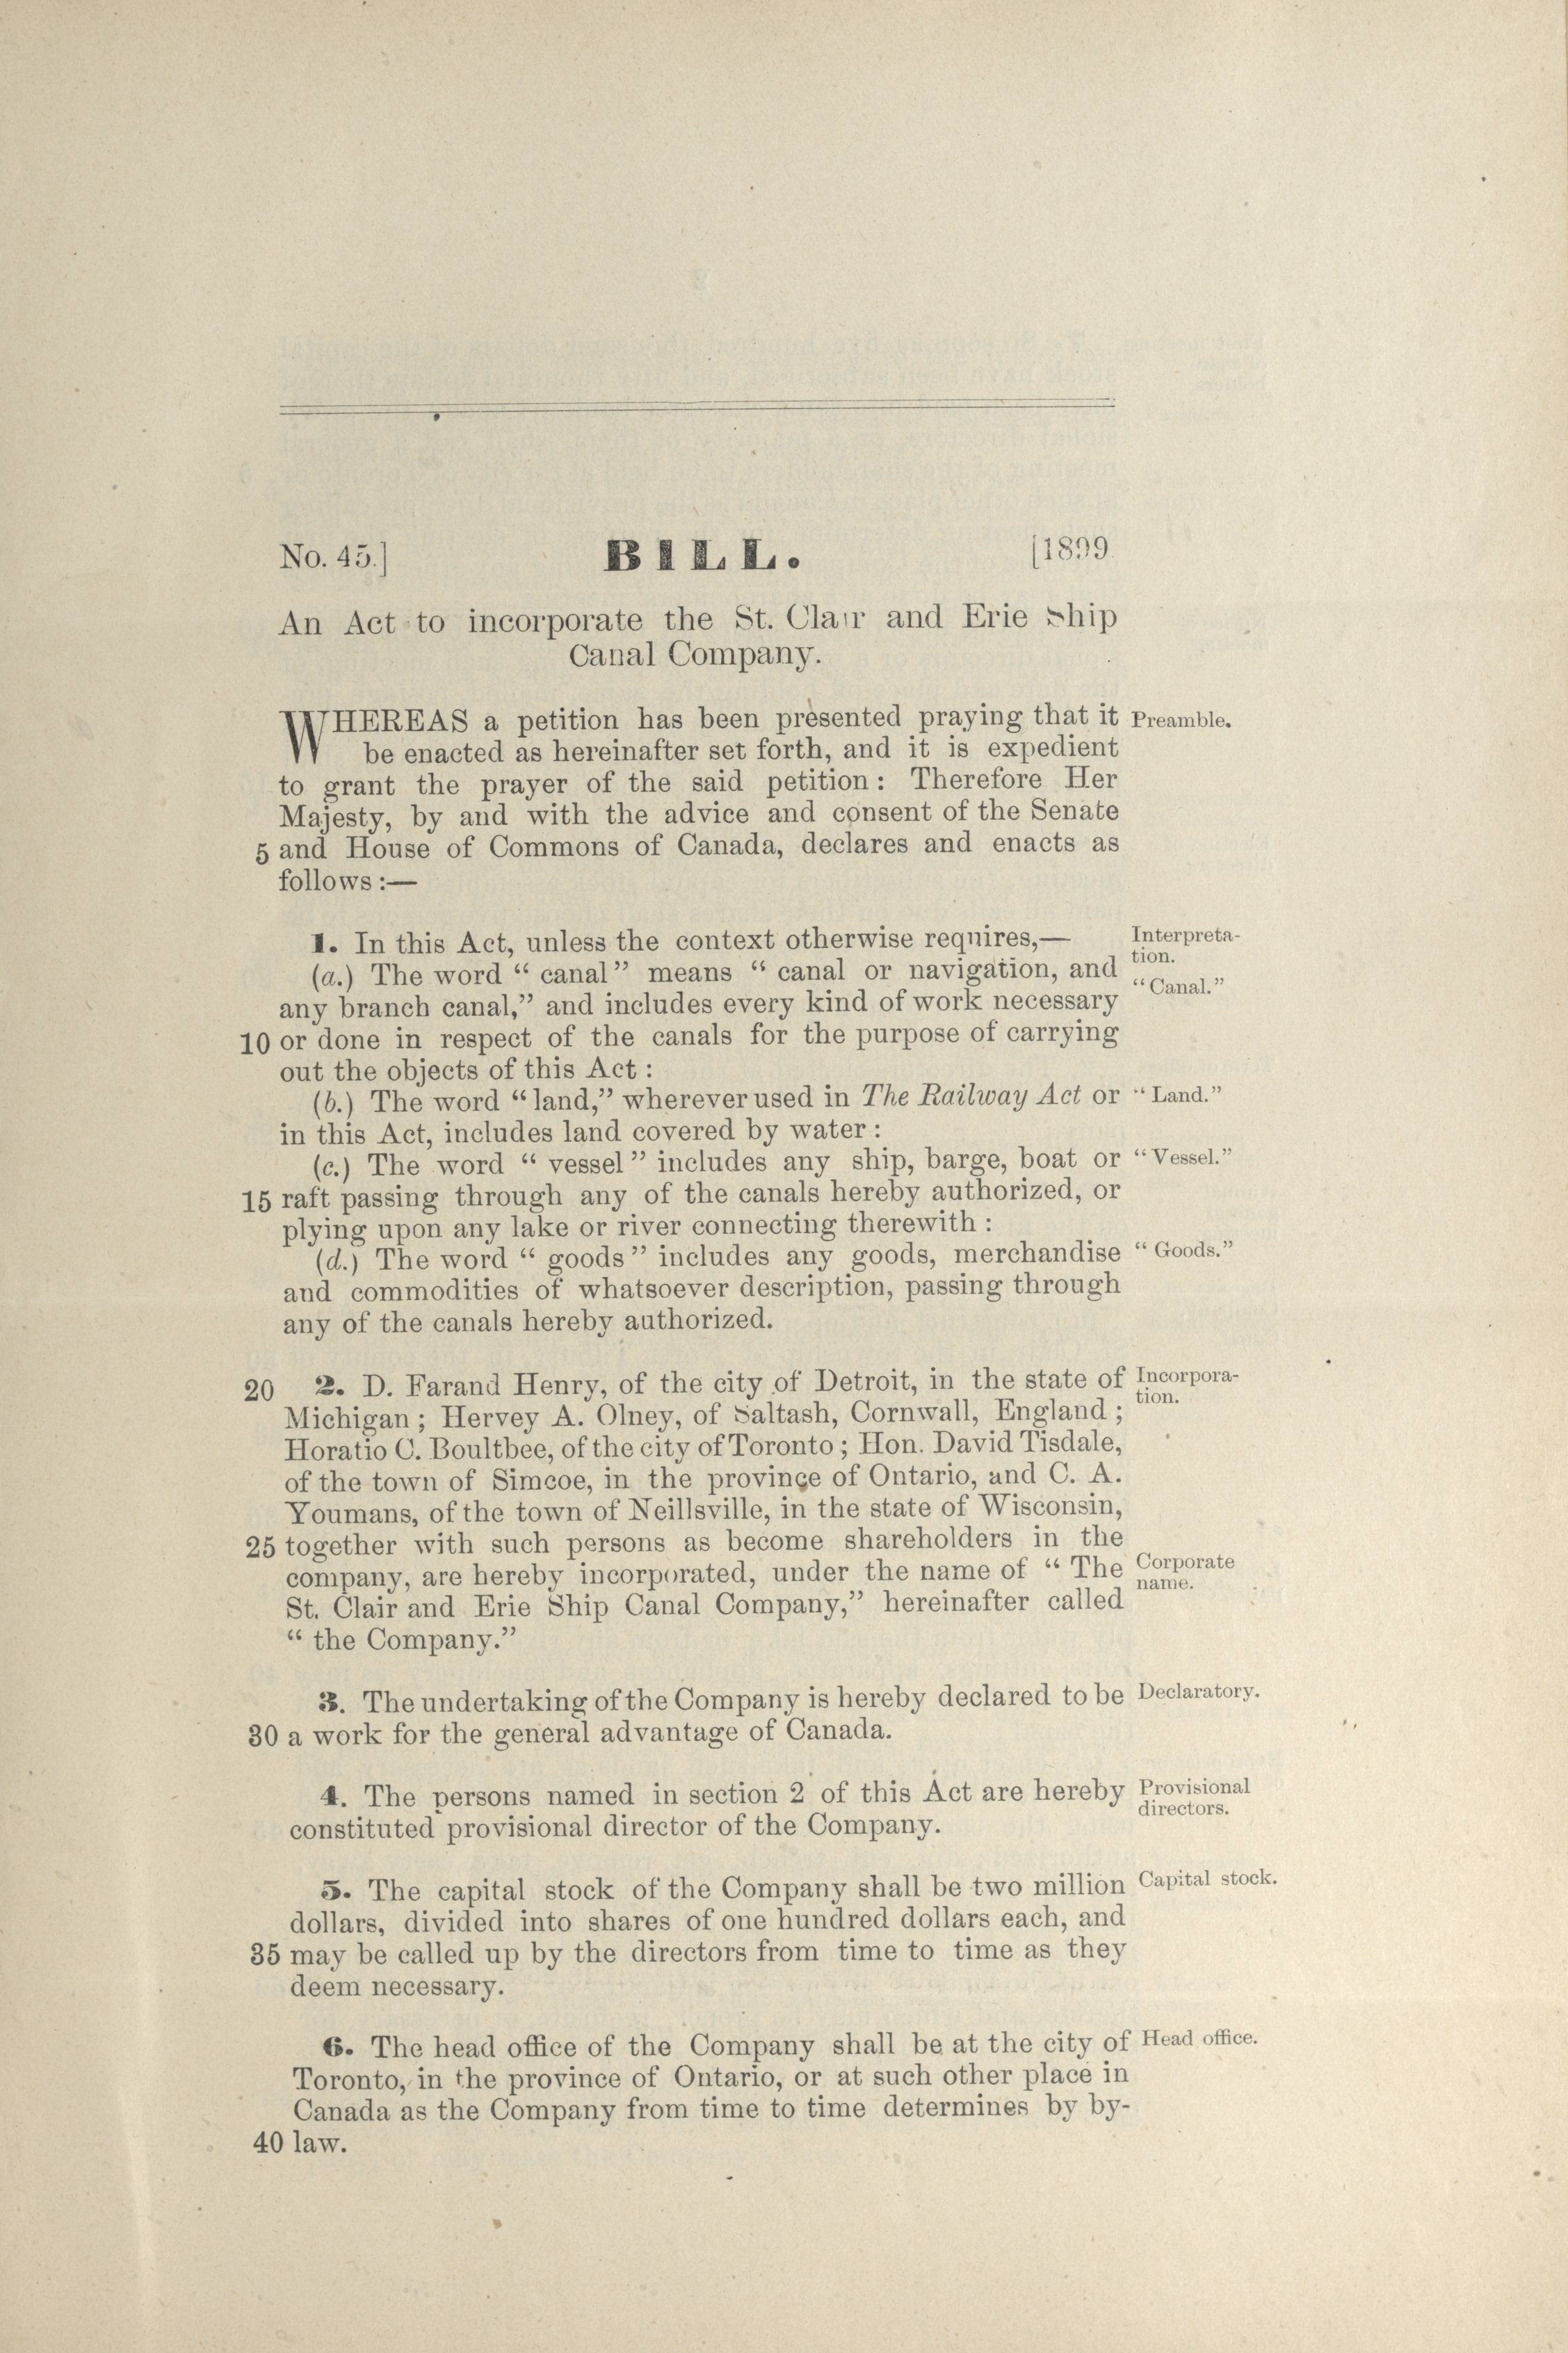 No. 45.] BILL. [1899
An Act to incorporate the St. Clair and Erie Ship
Canal Company.
WHEREAS a petition has been presented praying that it Preamble.
be enacted as hereinafter set forth, and it is expedient
to grant the prayer of the said petition: Therefore Her
Majesty, by and with the advice and consent of the Senate
5 and House of Commons of Canada, declares and enacts as
follows:—
1. In this Act, unless the context otherwise requires,— Interpreta-
tion.
(a.) The word “canal” means “canal or navigation, and
any branch canal,” and includes every kind of work necessary “Canal.”
10 or done in respect of the canals for the purpose of carrying
out the objects of this Act:
(b.) The word “land,” wherever used in The Railway Act or “Land.”
in this Act, includes land covered by water:
(c.) The word “vessel” includes any ship, barge, boat or “Vessel.”
15 raft passing through any of the canals hereby authorized, or
plying upon any lake or river connecting therewith:
(d.) The word “goods” includes any goods, merchandise “Goods.”
and commodities of whatsoever description, passing through
any of the canals hereby authorized.
20 2. D. Farand Henry, of the city of Detroit, in the state of Incorpora-
tion.
Michigan; Hervey A. Olney, of Saltash, Cornwall, England;
Horatio C. Boultbee, of the city of Toronto; Hon. David Tisdale,
of the town of Simcoe, in the province of Ontario, and C. A.
Youmans, of the town of Neillsville, in the state of Wisconsin,
25 together with such persons as become shareholders in the
company, are hereby incorporated, under the name of “The Corporate
name.
St. Clair and Erie Ship Canal Company,” hereinafter called
“the Company.”
3. The undertaking of the Company is hereby declared to be Declaratory.
30 a work for the general advantage of Canada.
4. The persons named in section 2 of this Act are hereby Provisional
directors.
constituted provisional director of the Company.
5. The capital stock of the Company shall be two million Capital stock.
dollars, divided into shares of one hundred dollars each, and
35 may be called up by the directors from time to time as they
deem necessary.
6. The head office of the Company shall be at the city of Head office.
Toronto, in the province of Ontario, or at such other place in
Canada as the Company from time to time determines by by-
40 law.